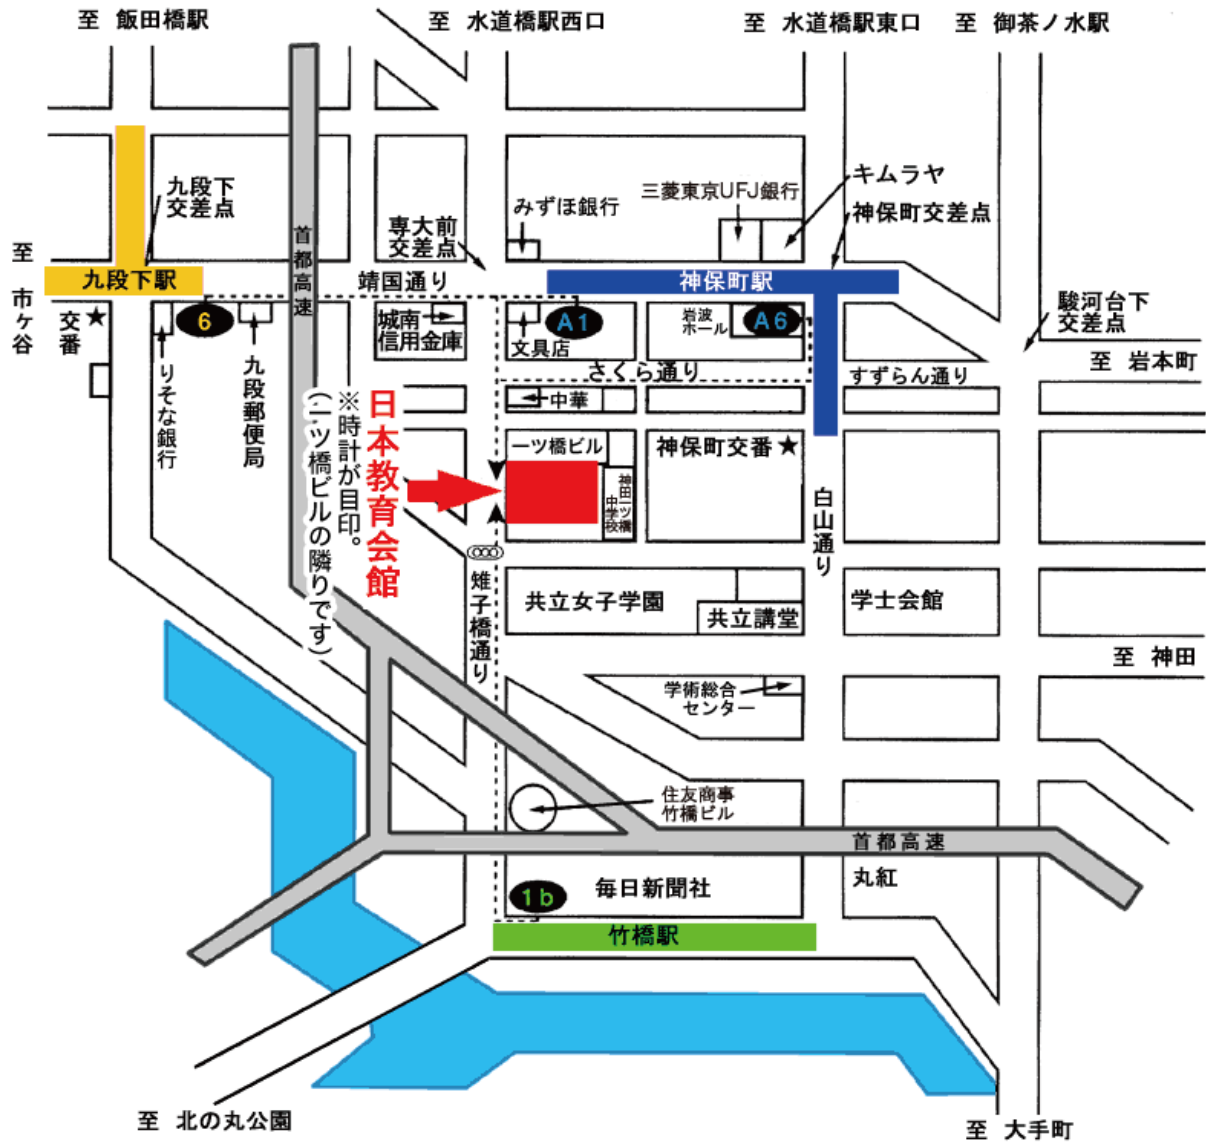 至 飯田橋駅
至 水道橋駅西口
至 水道橋駅東口
至 御茶ノ水駅
九段下
交差点
首都高速
専大前
交差点
みずほ銀行
三菱東京UFJ銀行
キムラヤ
神保町交差点
至 市ヶ谷
九段下駅
靖国通り
神保町駅
交番★
6
城南
信用金庫
文具店
A1
岩波
ホール
A6
駿河台下
交差点
至 岩本町
りそな銀行
九段郵便局
さくら通り
すずらん通り
中華
日本教育会館
※時計が目印。
(一ツ橋ビルの隣りです)
一ツ橋ビル
神田一ツ橋
中学校
神保町交番★
白山通り
雉子橋通り
共立女子学園
共立講堂
学士会館
至 神田
学術総合
センター
住友商事
竹橋ビル
首都高速
丸紅
毎日新聞社
1b
竹橋駅
至 北の丸公園
至 大手町